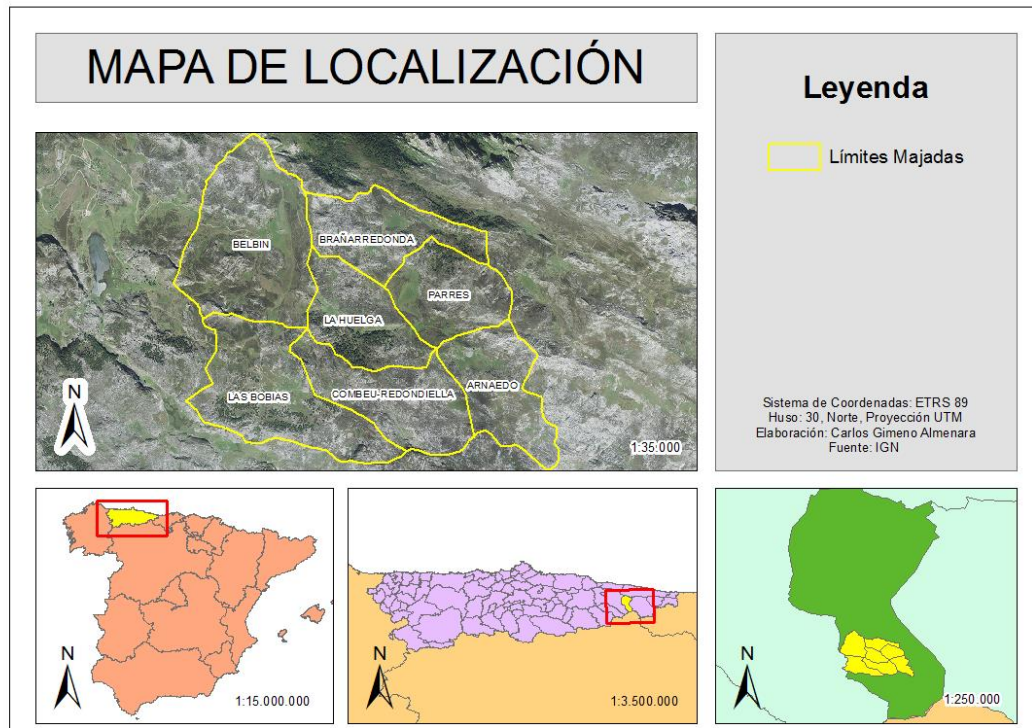 MAPA DE LOCALIZACIÓN
Leyenda
Límites Majadas
BELBIN
BRAÑARREDONDA
PARRES
LA HUELGA
ARNAEDO
LAS BOBIAS
COMBEU-REDONDIELLA
N
1:35.000
Sistema de Coordenadas: ETRS 89
Huso: 30, Norte, Proyección UTM
Elaboración: Carlos Gimeno Almenara
Fuente: IGN
N
1:15.000.000
N
1:3.500.000
N
1:250.000